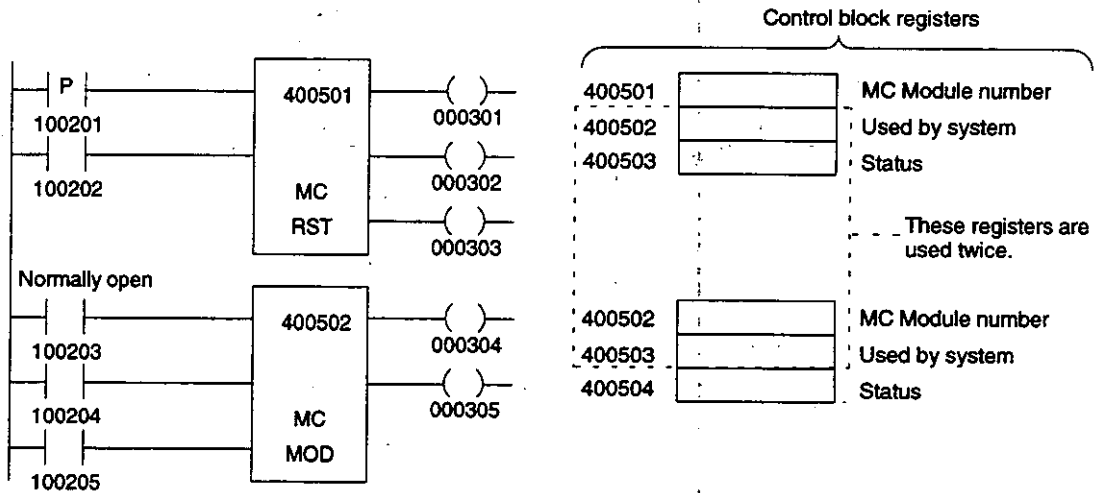 Control block registers
P
100201
100202
400501
MC
RST
000301
000302
000303
400501
MC Module number
400502
Used by system
400503
Status
These registers are
used twice.
Normally open
100203
100204
100205
400502
MC
MOD
000304
000305
400502
MC Module number
400503
Used by system
400504
Status